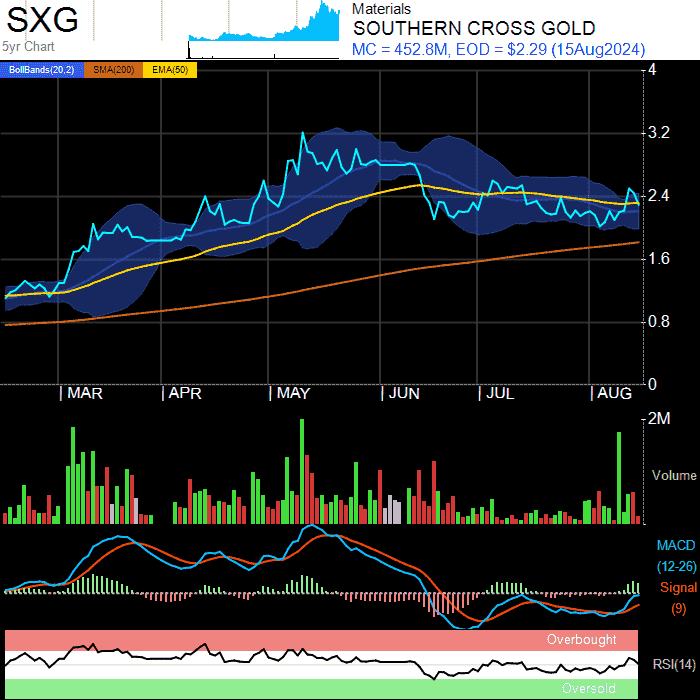 SXG
5yr Chart
Materials
SOUTHERN CROSS GOLD
MC = 452.8M, EOD = $2.29 (15Aug2024)
BollBands(20,2) SMA(200) EMA(50)
4
3.2
2.4
1.6
0.8
0
MAR APR MAY JUN JUL AUG
2M
Volume
MACD
(12-26)
Signal
(9)
Overbought
RSI(14)
Oversold